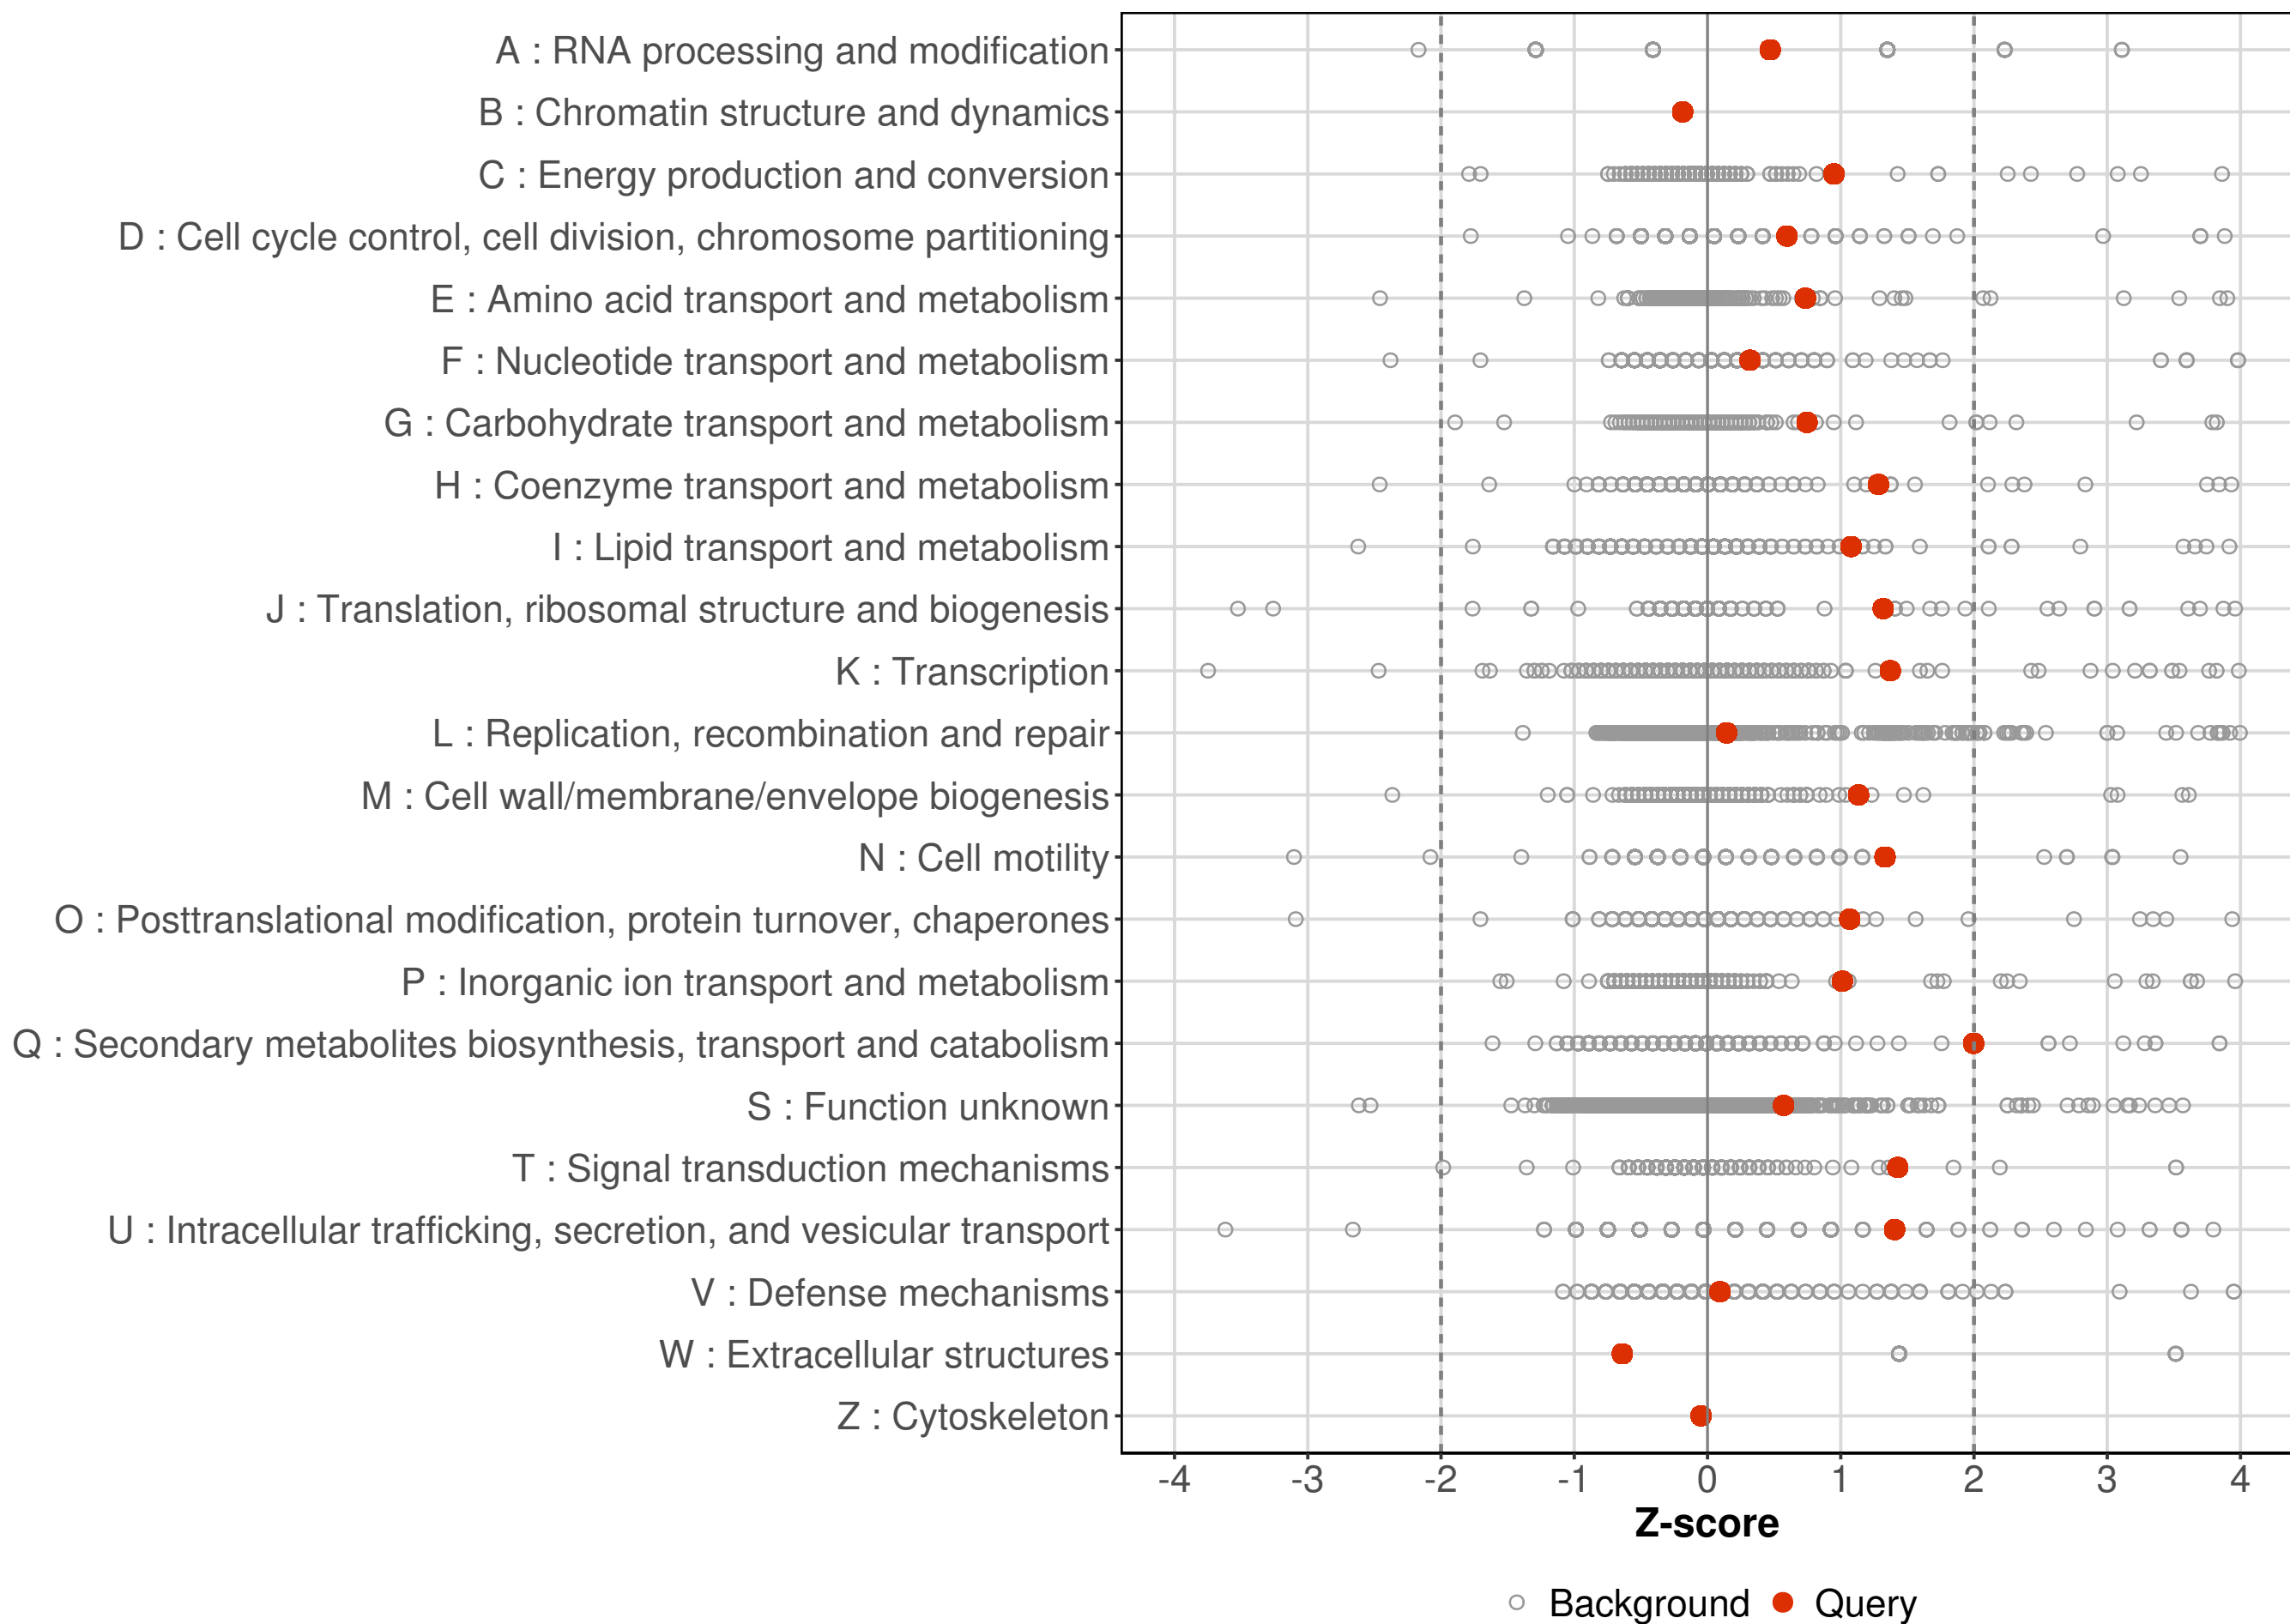 A : RNA processing and modification
B : Chromatin structure and dynamics
C : Energy production and conversion
D : Cell cycle control, cell division, chromosome partitioning
E : Amino acid transport and metabolism
F : Nucleotide transport and metabolism
G : Carbohydrate transport and metabolism
H : Coenzyme transport and metabolism
I : Lipid transport and metabolism
J : Translation, ribosomal structure and biogenesis
K : Transcription
L : Replication, recombination and repair
M : Cell wall/membrane/envelope biogenesis
N : Cell motility
O : Posttranslational modification, protein turnover, chaperones
P : Inorganic ion transport and metabolism
Q : Secondary metabolites biosynthesis, transport and catabolism
S : Function unknown
T : Signal transduction mechanisms
U : Intracellular trafficking, secretion, and vesicular transport
V : Defense mechanisms
W : Extracellular structures
Z : Cytoskeleton
-4 -3 -2 -1 0 1 2 3 4
Z-score
Background Query